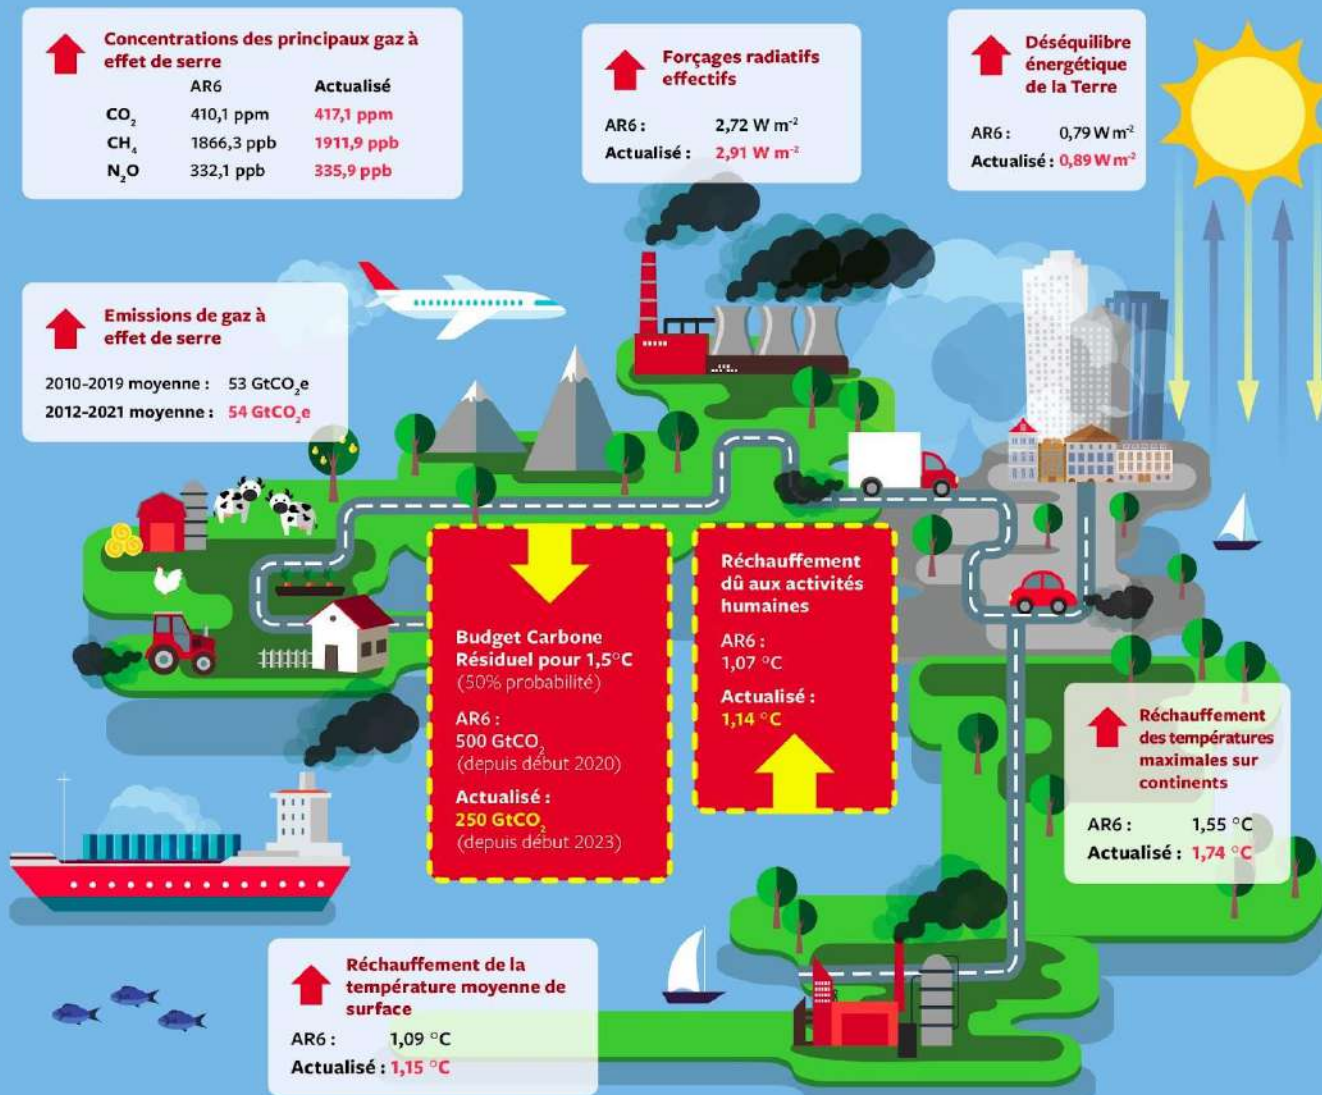 Concentrations des principaux gaz à
effet de serre
AR6 Actualisé
CO₂ 410,1 ppm 417,1 ppm
CH₄ 1866,3 ppb 1911,9 ppb
N₂O 332,1 ppb 335,9 ppb
Forçages radiatifs
effectifs
AR6 : 2,72 W m⁻²
Actualisé : 2,91 W m⁻²
Déséquilibre
énergétique
de la Terre
AR6 : 0,79 W m⁻²
Actualisé : 0,89 W m⁻²
Emissions de gaz à
effet de serre
2010-2019 moyenne : 53 GtCO₂e
2012-2021 moyenne : 54 GtCO₂e
Budget Carbone
Résiduel pour 1,5°C
(50% probabilité)
AR6 :
500 GtCO₂
(depuis début 2020)
Actualisé :
250 GtCO₂
(depuis début 2023)
Réchauffement
dû aux activités
humaines
AR6 :
1,07 °C
Actualisé :
1,14 °C
Réchauffement
des températures
maximales sur
continents
AR6 : 1,55 °C
Actualisé : 1,74 °C
Réchauffement de la
température moyenne de
surface
AR6 : 1,09 °C
Actualisé : 1,15 °C